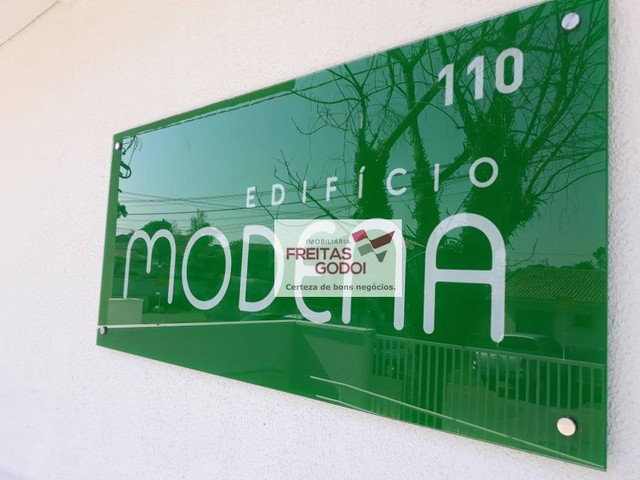 110
EDIFÍCIO
MODENA
IMOBILIÁRIA
FREITAS
GODOI
Certeza de bons negócios.